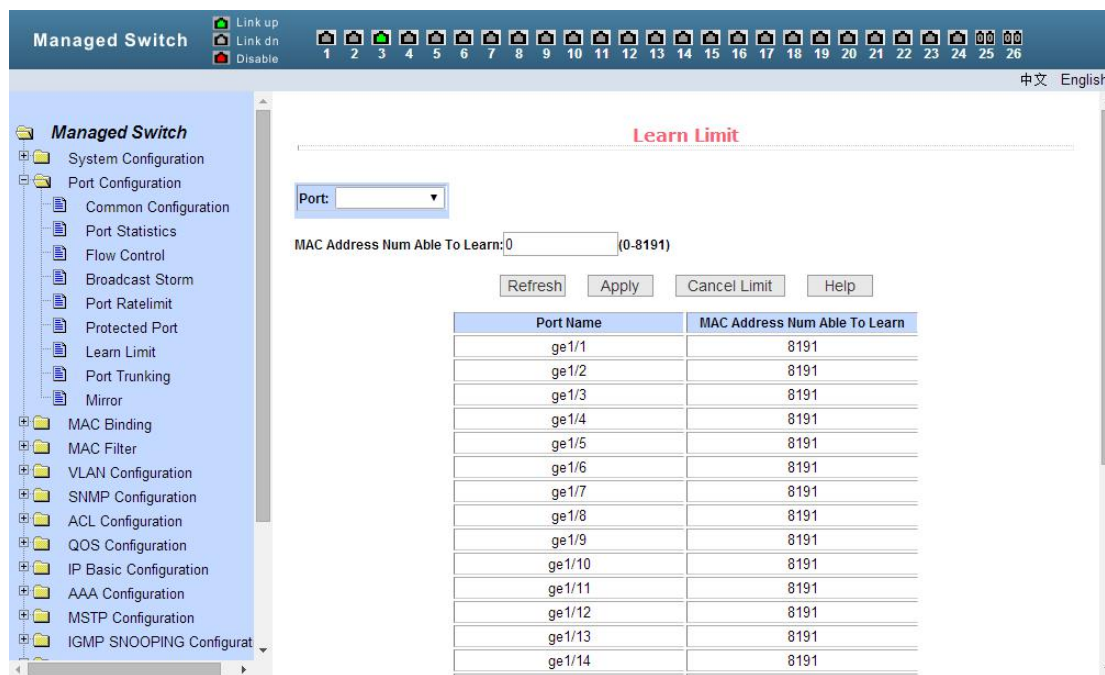 Managed Switch
Link up
Link dn
Disable
1 2 3 4 5 6 7 8 9 10 11 12 13 14 15 16 17 18 19 20 21 22 23 24 25 26
中文 English
Managed Switch
System Configuration
Port Configuration
Common Configuration
Port Statistics
Flow Control
Broadcast Storm
Port Ratelimit
Protected Port
Learn Limit
Port Trunking
Mirror
MAC Binding
MAC Filter
VLAN Configuration
SNMP Configuration
ACL Configuration
QOS Configuration
IP Basic Configuration
AAA Configuration
MSTP Configuration
IGMP SNOOPING Configurat
Learn Limit
Port:
MAC Address Num Able To Learn: 0 (0-8191)
Refresh Apply Cancel Limit Help
Port Name MAC Address Num Able To Learn
ge1/1 8191
ge1/2 8191
ge1/3 8191
ge1/4 8191
ge1/5 8191
ge1/6 8191
ge1/7 8191
ge1/8 8191
ge1/9 8191
ge1/10 8191
ge1/11 8191
ge1/12 8191
ge1/13 8191
ge1/14 8191